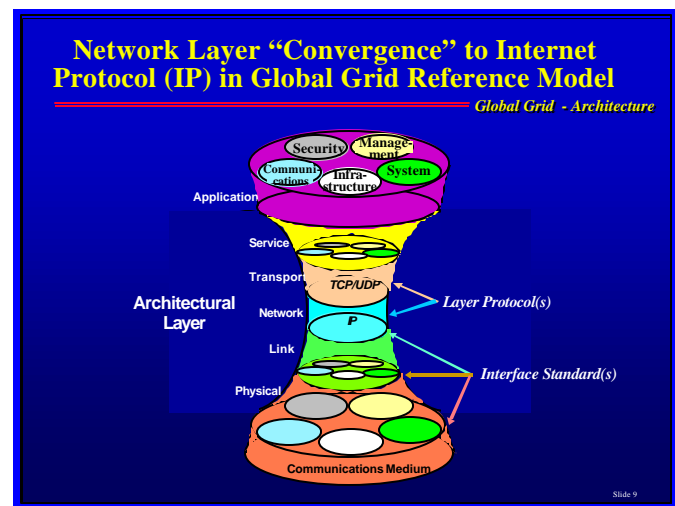 Network Layer “Convergence” to Internet
Protocol (IP) in Global Grid Reference Model
Global Grid - Architecture
Security
Manage-
ment
Communi-
cations
Infra-
structure
System
Application
Service
Transport
TCP/UDP
Architectural
Layer
Network
IP
Layer Protocol(s)
Link
Interface Standard(s)
Physical
Communications Medium
Slide 9